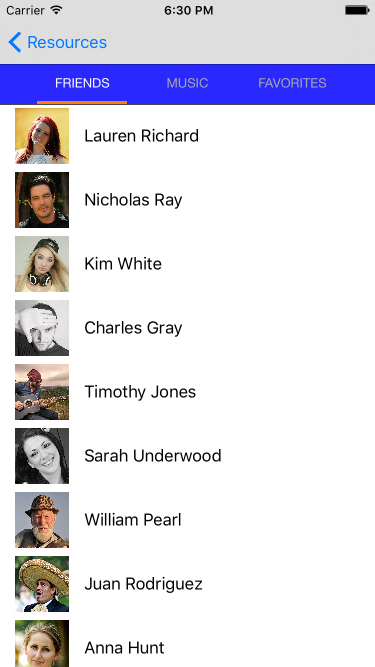 Carrier 6:30 PM
Resources
FRIENDS MUSIC FAVORITES
Lauren Richard
Nicholas Ray
Kim White
Charles Gray
Timothy Jones
Sarah Underwood
William Pearl
Juan Rodriguez
Anna Hunt